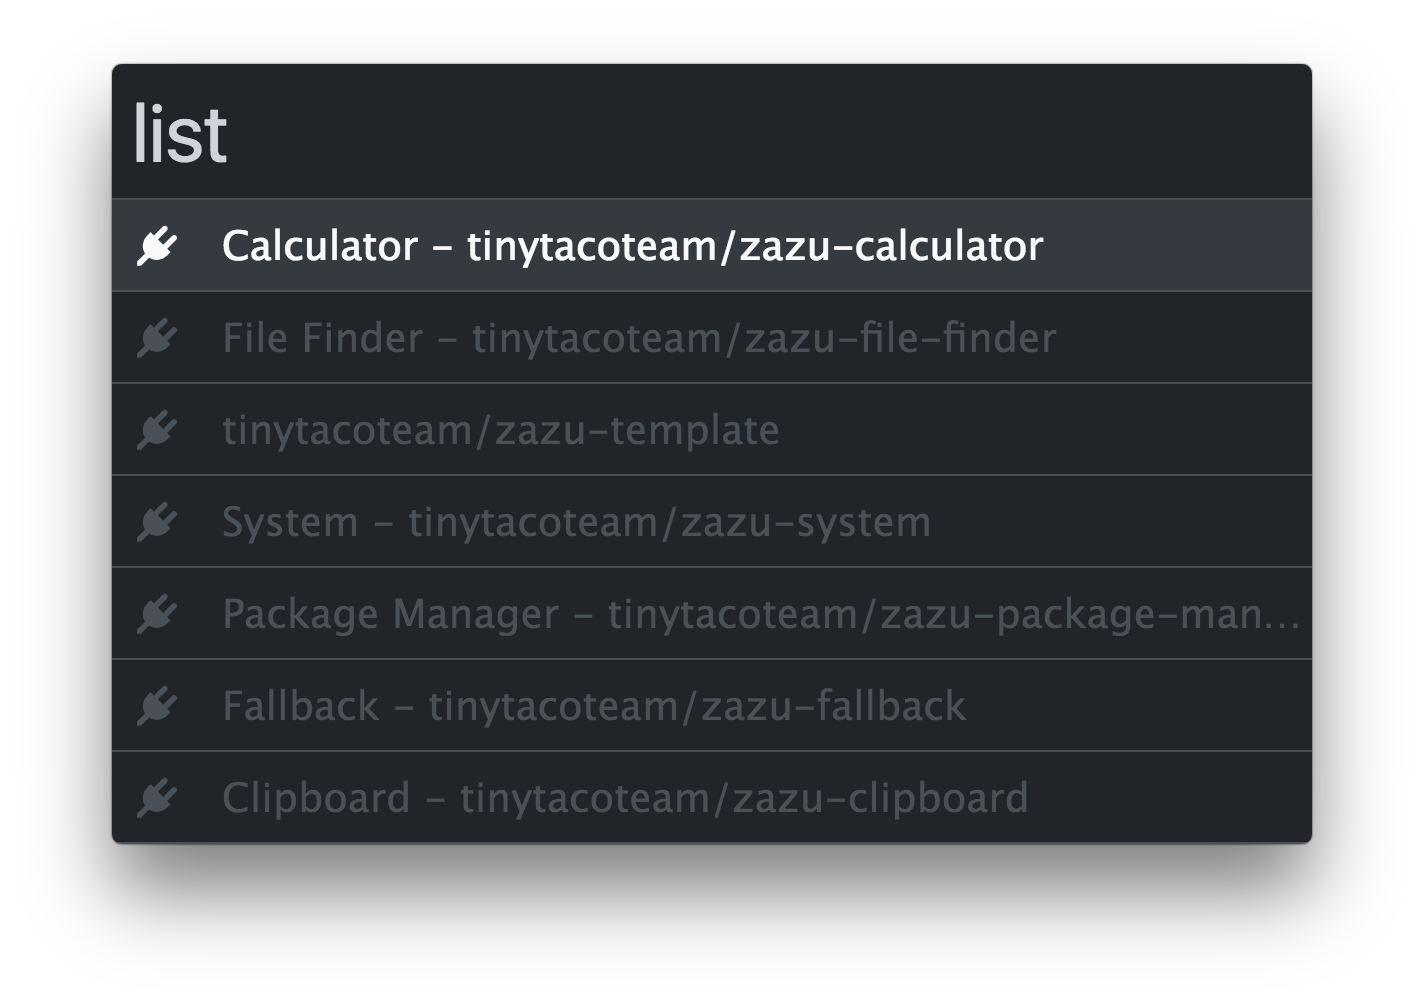 list
Calculator - tinytacoteam/zazu-calculator
File Finder - tinytacoteam/zazu-file-finder
tinytacoteam/zazu-template
System - tinytacoteam/zazu-system
Package Manager - tinytacoteam/zazu-package-man...
Fallback - tinytacoteam/zazu-fallback
Clipboard - tinytacoteam/zazu-clipboard